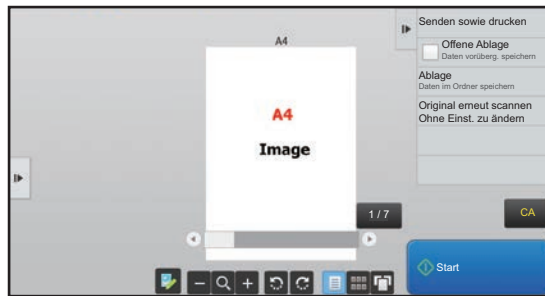 A4
A4
Image
1 / 7
Senden sowie drucken
Offene Ablage
Daten vorüberg. speichern
Ablage
Daten im Ordner speichern
Original erneut scannen
Ohne Einst. zu ändern
CA
Start